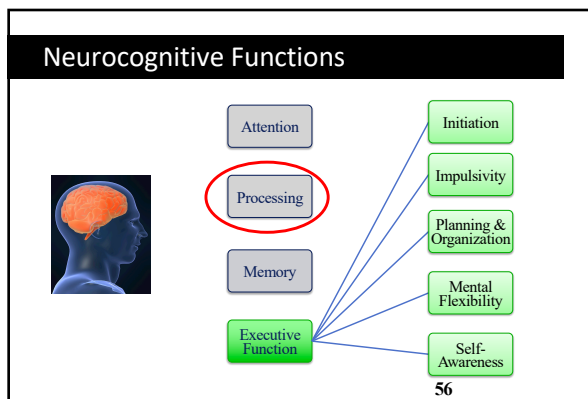 Neurocognitive Functions
Attention
Processing
Memory
Executive
Function
Initiation
Impulsivity
Planning &
Organization
Mental
Flexibility
Self-
Awareness
56